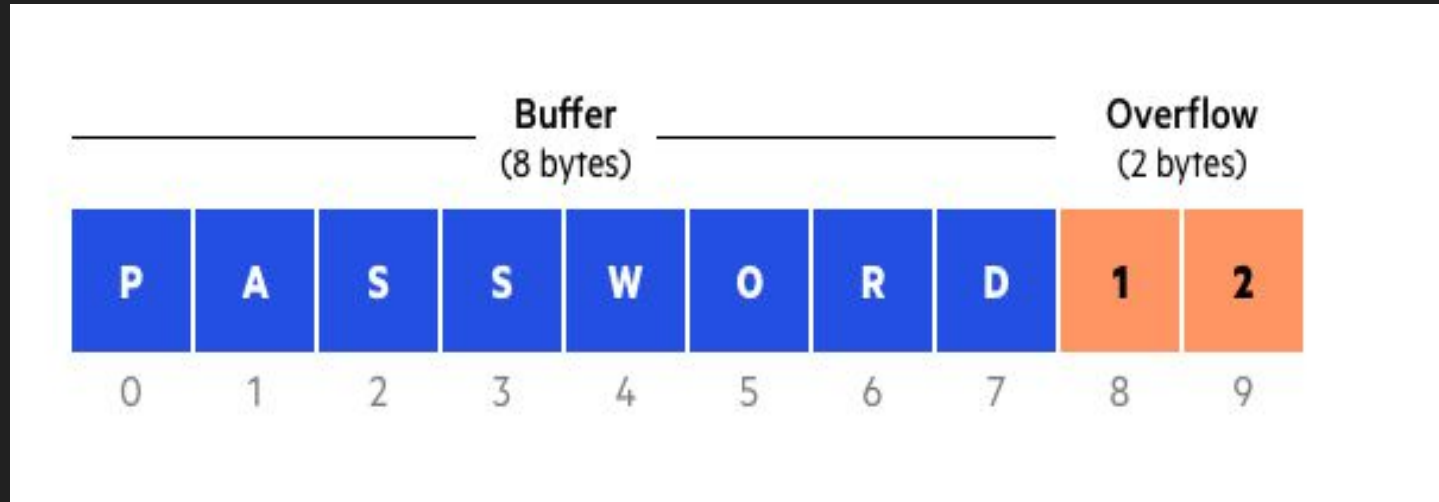 Buffer
(8 bytes)
Overflow
(2 bytes)
P A S S W O R D 1 2
0 1 2 3 4 5 6 7 8 9